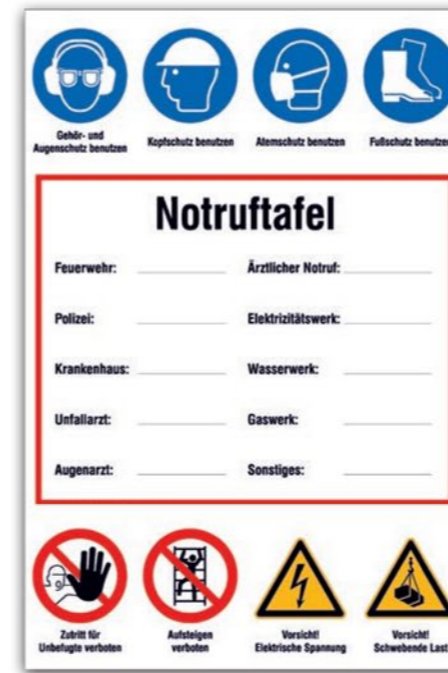 Gehör- und
Augenschutz benutzen
Kopfschutz benutzen
Atemschutz benutzen
Fußschutz benutzen
Notruftafel
Feuerwehr:
Ärztlicher Notruf:
Polizei:
Elektrizitätswerk:
Krankenhaus:
Wasserwerk:
Unfallarzt:
Gaswerk:
Augenarzt:
Sonstiges:
Zutritt für
Unbefugte verboten
Aufsteigen
verboten
Vorsicht!
Elektrische Spannung
Vorsicht!
Schwebende Last